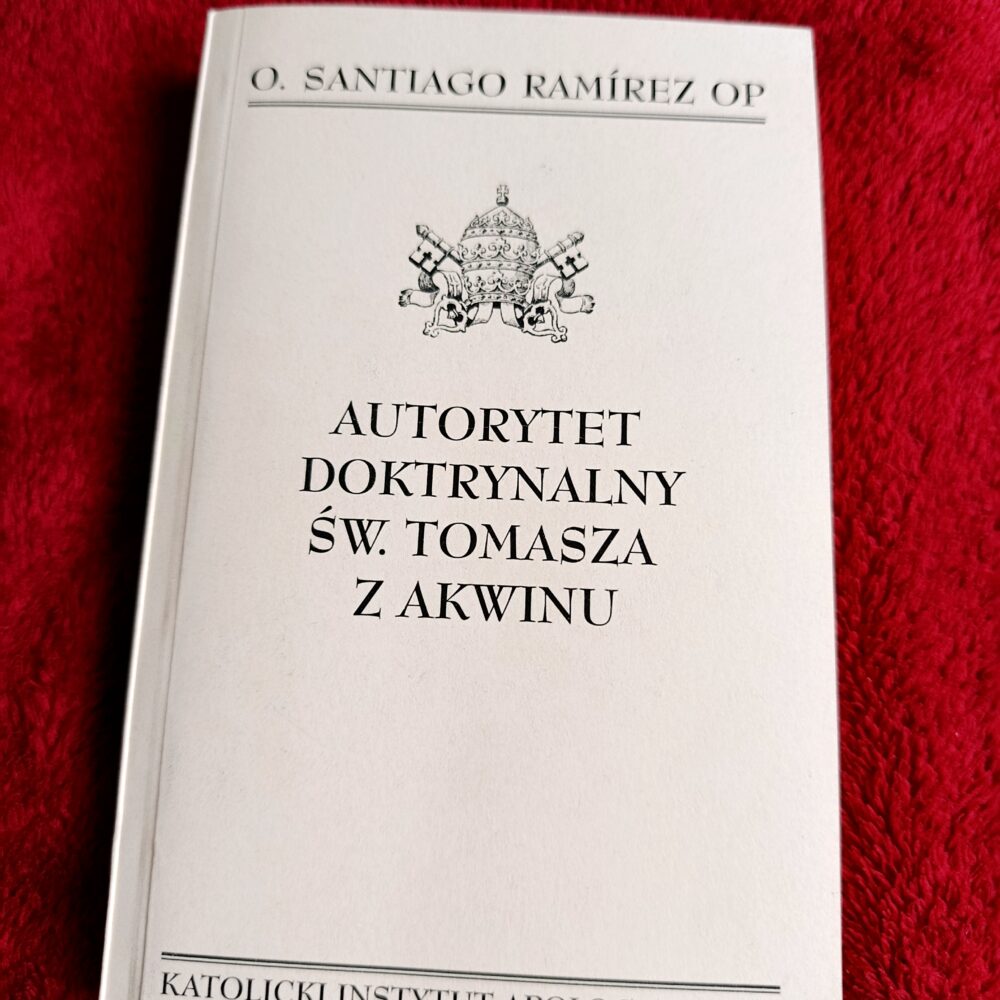 O. SANTIAGO RAMÍREZ OP
AUTORYTET
DOKTRYNALNY
ŚW. TOMASZA
Z AKWINU
KATOLICKI INSTYTUT